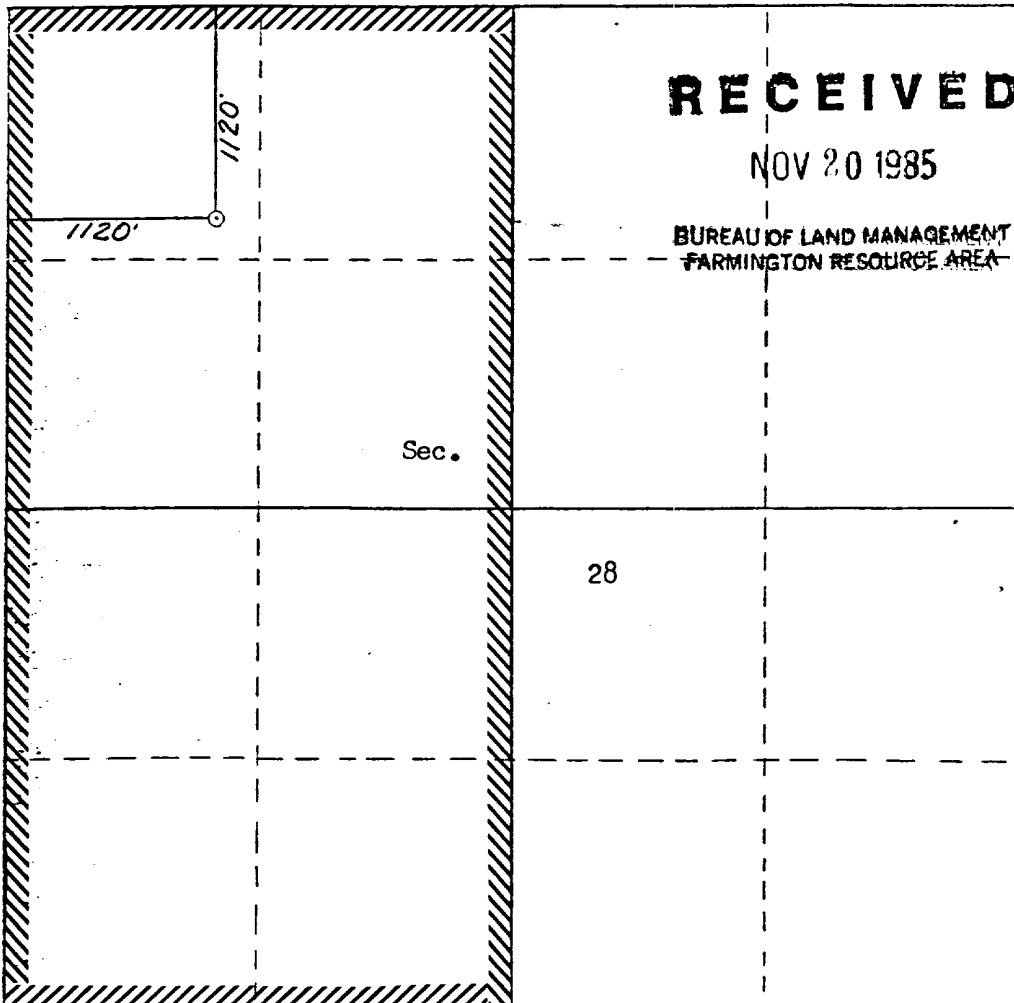 RECEIVED
NOV 20 1985
BUREAU OF LAND MANAGEMENT
FARMINGTON RESOURCE AREA
1120'
1120'
Sec.
28